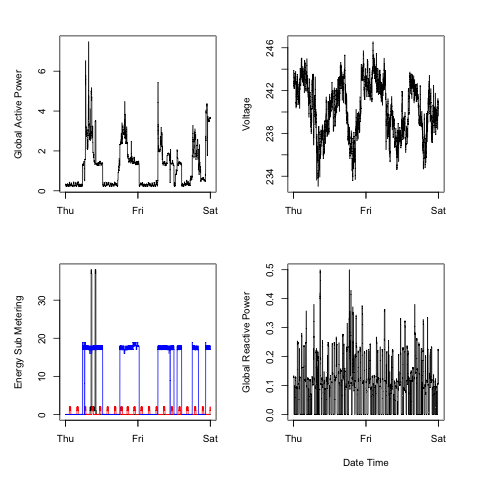 Global Active Power
0 2 4 6
Thu Fri Sat
Voltage
234 238 242 246
Thu Fri Sat
Energy Sub Metering
0 10 20 30
Thu Fri Sat
Global Reactive Power
0.0 0.1 0.2 0.3 0.4 0.5
Thu Fri Sat
Date Time